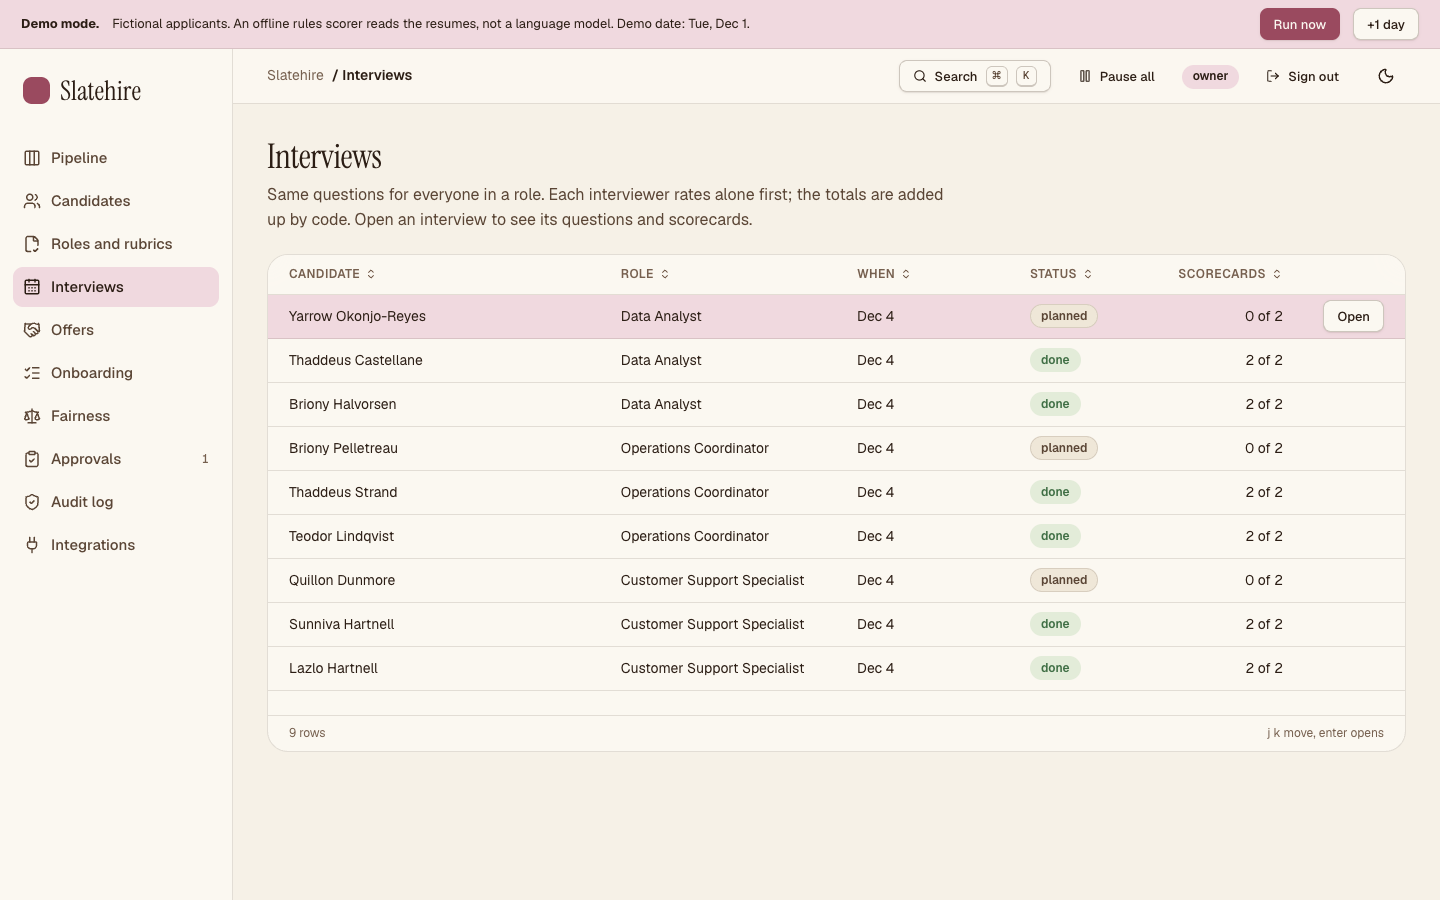 Demo mode. Fictional applicants. An offline rules scorer reads the resumes, not a language model. Demo date: Tue, Dec 1. Run now +1 day
Slatehire
Slatehire / Interviews Search ⌘ K Pause all owner Sign out
Pipeline
Candidates
Roles and rubrics
Interviews
Offers
Onboarding
Fairness
Approvals 1
Audit log
Integrations
Interviews
Same questions for everyone in a role. Each interviewer rates alone first; the totals are added
up by code. Open an interview to see its questions and scorecards.
CANDIDATE ROLE WHEN STATUS SCORECARDS
Yarrow Okonjo-Reyes Data Analyst Dec 4 planned 0 of 2 Open
Thaddeus Castellane Data Analyst Dec 4 done 2 of 2
Briony Halvorsen Data Analyst Dec 4 done 2 of 2
Briony Pelletreau Operations Coordinator Dec 4 planned 0 of 2
Thaddeus Strand Operations Coordinator Dec 4 done 2 of 2
Teodor Lindqvist Operations Coordinator Dec 4 done 2 of 2
Quillon Dunmore Customer Support Specialist Dec 4 planned 0 of 2
Sunniva Hartnell Customer Support Specialist Dec 4 done 2 of 2
Lazlo Hartnell Customer Support Specialist Dec 4 done 2 of 2
9 rows j k move, enter opens